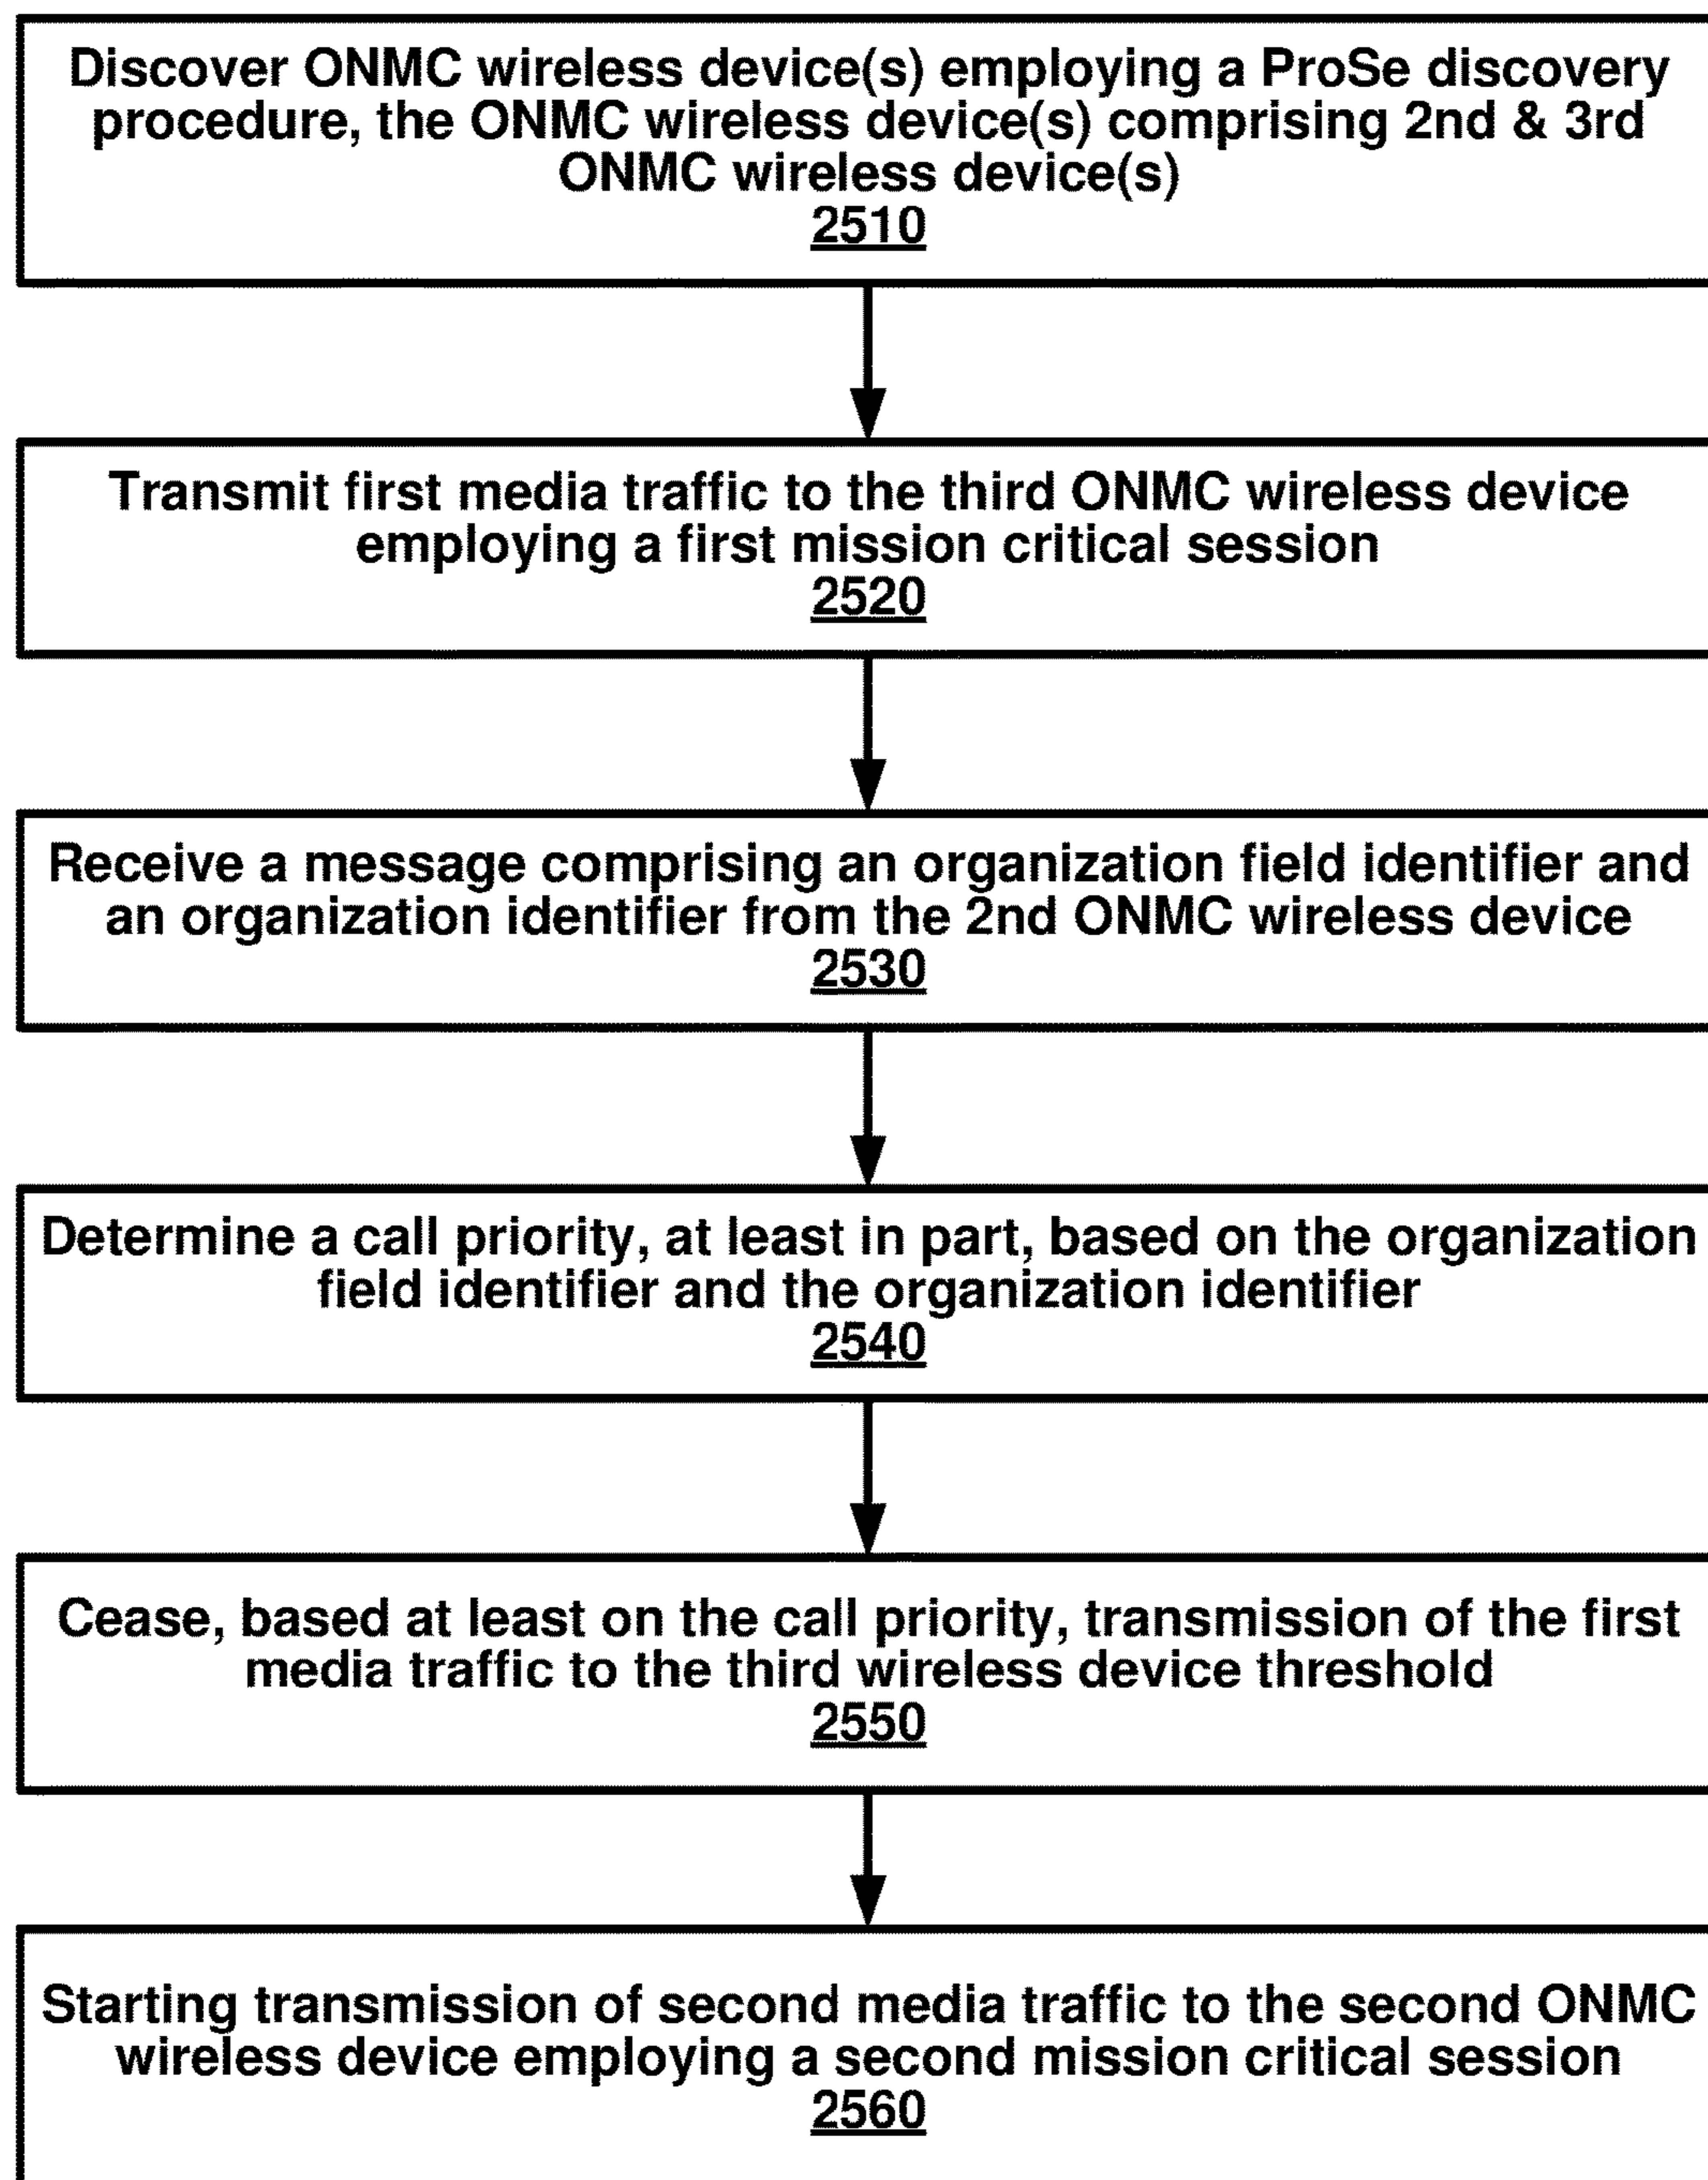 Discover ONMC wireless device(s) employing a ProSe discovery
procedure, the ONMC wireless device(s) comprising 2nd & 3rd
ONMC wireless device(s)
2510
Transmit first media traffic to the third ONMC wireless device
employing a first mission critical session
2520
Receive a message comprising an organization field identifier and
an organization identifier from the 2nd ONMC wireless device
2530
Determine a call priority, at least in part, based on the organization
field identifier and the organization identifier
2540
Cease, based at least on the call priority, transmission of the first
media traffic to the third wireless device threshold
2550
Starting transmission of second media traffic to the second ONMC
wireless device employing a second mission critical session
2560